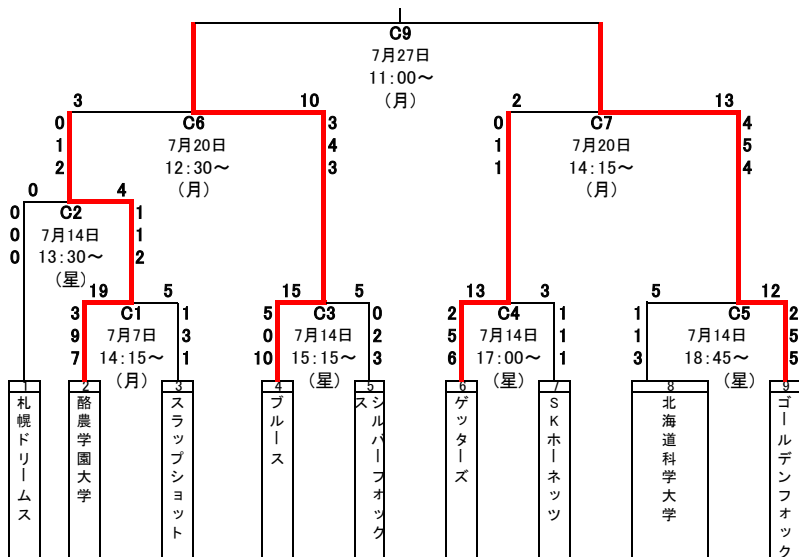 C9
7月27日
11:00～
（月）
3 10
C6
7月20日
12:30～
（月）
0
1
2
3
4
3
2 13
C7
7月20日
14:15～
（月）
0
1
1
4
5
4
0 4
C2
7月14日
13:30～
（星）
0
0
0
1
1
2
19 5
C1
7月7日
14:15～
（月）
3
9
7
1
3
1
15 5
C3
7月14日
15:15～
（星）
5
0
10
0
2
3
13 3
C4
7月14日
17:00～
（星）
2
5
6
1
1
1
5 12
C5
7月14日
18:45～
（星）
1
1
3
2
5
5
1
札幌ドリームス
2
酪農学園大学
3
スラップショット
4
ブルース
5
シルバーフォック
ス
6
ゲッターズ
7
SKホーネッツ
8
北海道科学大学
9
ゴールデンフォック